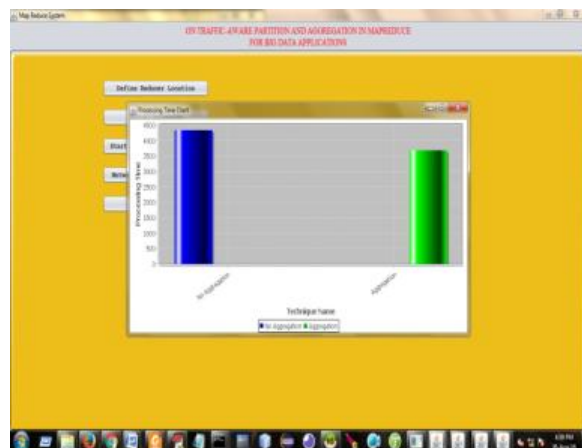 Map Reduce System
ON TRAFFIC-AWARE PARTITION AND AGGREGATION IN MAPREDUCE
FOR BIG DATA APPLICATIONS
Define Reducer Location
Start
Processing Time Chart
Processing Time
4500
4000
3500
3000
2500
2000
1500
1000
500
0
No Aggregation
Aggregation
Technique Name
No Aggregation Aggregation